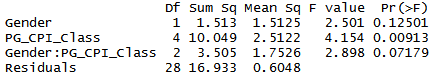 Df Sum Sq Mean Sq F value Pr(>F)
Gender 1 1.513 1.5125 2.501 0.12501
PG_CPI_Class 4 10.049 2.5122 4.154 0.00913
Gender:PG_CPI_Class 2 3.505 1.7526 2.898 0.07179
Residuals 28 16.933 0.6048